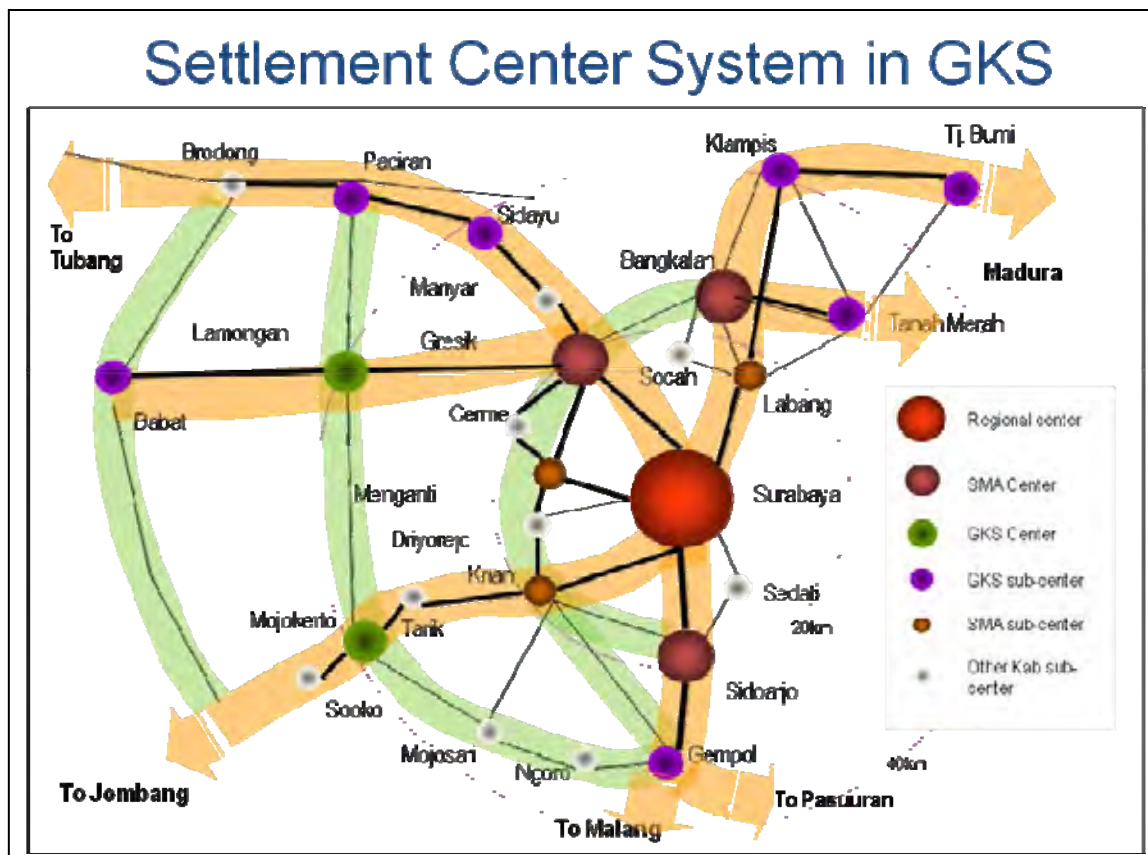 Settlement Center System in GKS
Brodong
Paciran
Klampis
Tj. Bumi
To
Tubang
Sidayu
Bangkalan
Madura
Manyar
Lamongan
Gresik
Tanah Merah
Socah
Labang
Babat
Cerme
Regional center
Menganti
Surabaya
SMA Center
Driyorejo
GKS Center
Krian
Mojokerto
Tarik
Sedati
GKS sub-center
20km
SMA sub-center
Sooko
Sidoarjo
Other Kab sub-
center
Mojosari
Ngoro
Gempol
40km
To Jombang
To Pasuuran
To Malang